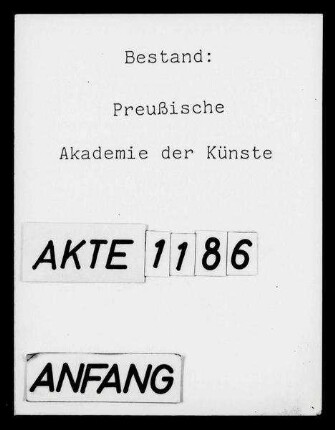 Bestand:
Preußische
Akademie der Künste
AKTE 1186
ANFANG